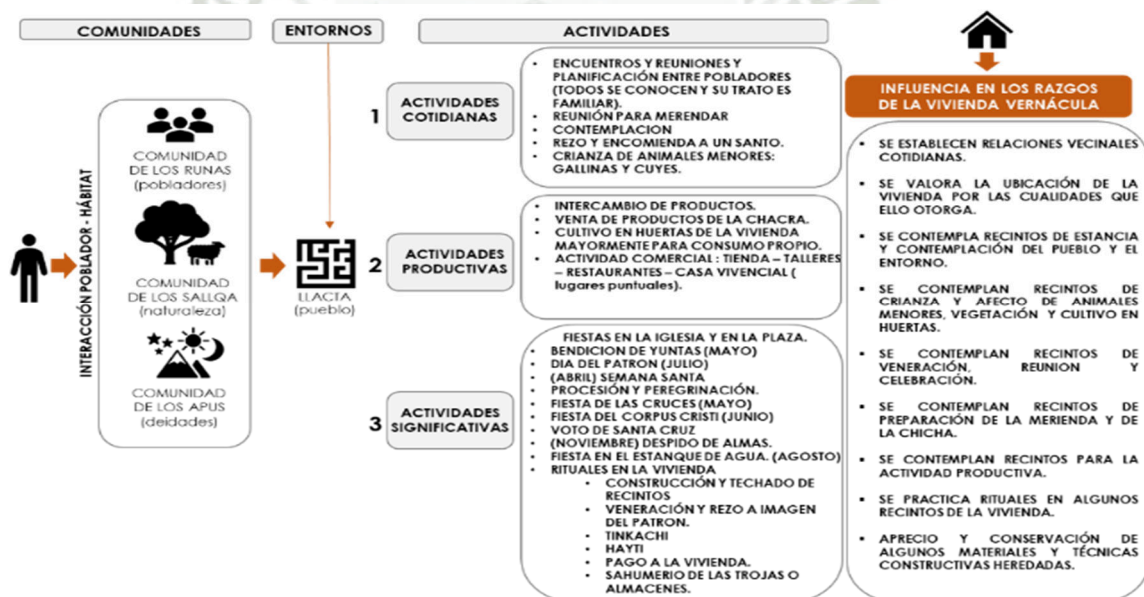 COMUNIDADES
ENTORNOS
ACTIVIDADES
INTERACCIÓN POBLADOR - HÁBITAT
COMUNIDAD
DE LOS RUNAS
(pobladores)
COMUNIDAD
DE LOS SALLQA
(naturaleza)
COMUNIDAD
DE LOS APUS
(deidades)
LLACTA
(pueblo)
1
ACTIVIDADES
COTIDIANAS
• ENCUENTROS Y REUNIONES Y
PLANIFICACIÓN ENTRE POBLADORES
(TODOS SE CONOCEN Y SU TRATO ES
FAMILIAR).
• REUNIÓN PARA MERENDAR
• CONTEMPLACION
• REZO Y ENCOMIENDA A UN SANTO.
• CRIANZA DE ANIMALES MENORES:
GALLINAS Y CUYES.
2
ACTIVIDADES
PRODUCTIVAS
• INTERCAMBIO DE PRODUCTOS.
• VENTA DE PRODUCTOS DE LA CHACRA.
• CULTIVO EN HUERTAS DE LA VIVIENDA
MAYORMENTE PARA CONSUMO PROPIO.
• ACTIVIDAD COMERCIAL : TIENDA – TALLERES
– RESTAURANTES – CASA VIVENCIAL (
lugares puntuales).
3
ACTIVIDADES
SIGNIFICATIVAS
FIESTAS EN LA IGLESIA Y EN LA PLAZA.
• BENDICION DE YUNTAS (MAYO)
• DIA DEL PATRON (JULIO)
• (ABRIL) SEMANA SANTA
• PROCESIÓN Y PEREGRINACIÓN.
• FIESTA DE LAS CRUCES (MAYO)
• FIESTA DEL CORPUS CRISTI (JUNIO)
• VOTO DE SANTA CRUZ
• (NOVIEMBRE) DESPIDO DE ALMAS.
• FIESTA EN EL ESTANQUE DE AGUA. (AGOSTO)
• RITUALES EN LA VIVIENDA
• CONSTRUCCIÓN Y TECHADO DE
RECINTOS
• VENERACIÓN Y REZO A IMAGEN
DEL PATRON.
• TINKACHI
• HAYTI
• PAGO A LA VIVIENDA.
• SAHUMERIO DE LAS TROJAS O
ALMACENES.
INFLUENCIA EN LOS RAZGOS
DE LA VIVIENDA VERNÁCULA
• SE ESTABLECEN RELACIONES VECINALES
COTIDIANAS.
• SE VALORA LA UBICACIÓN DE LA
VIVIENDA POR LAS CUALIDADES QUE
ELLO OTORGA.
• SE CONTEMPLA RECINTOS DE ESTANCIA
Y CONTEMPLACIÓN DEL PUEBLO Y EL
ENTORNO.
• SE CONTEMPLAN RECINTOS DE
CRIANZA Y AFECTO DE ANIMALES
MENORES, VEGETACIÓN Y CULTIVO EN
HUERTAS.
• SE CONTEMPLAN RECINTOS DE
VENERACIÓN, REUNION Y
CELEBRACIÓN.
• SE CONTEMPLAN RECINTOS DE
PREPARACIÓN DE LA MERIENDA Y DE
LA CHICHA.
• SE CONTEMPLAN RECINTOS PARA LA
ACTIVIDAD PRODUCTIVA.
• SE PRACTICA RITUALES EN ALGUNOS
RECINTOS DE LA VIVIENDA.
• APRECIO Y CONSERVACIÓN DE
ALGUNOS MATERIALES Y TÉCNICAS
CONSTRUCTIVAS HEREDADAS.